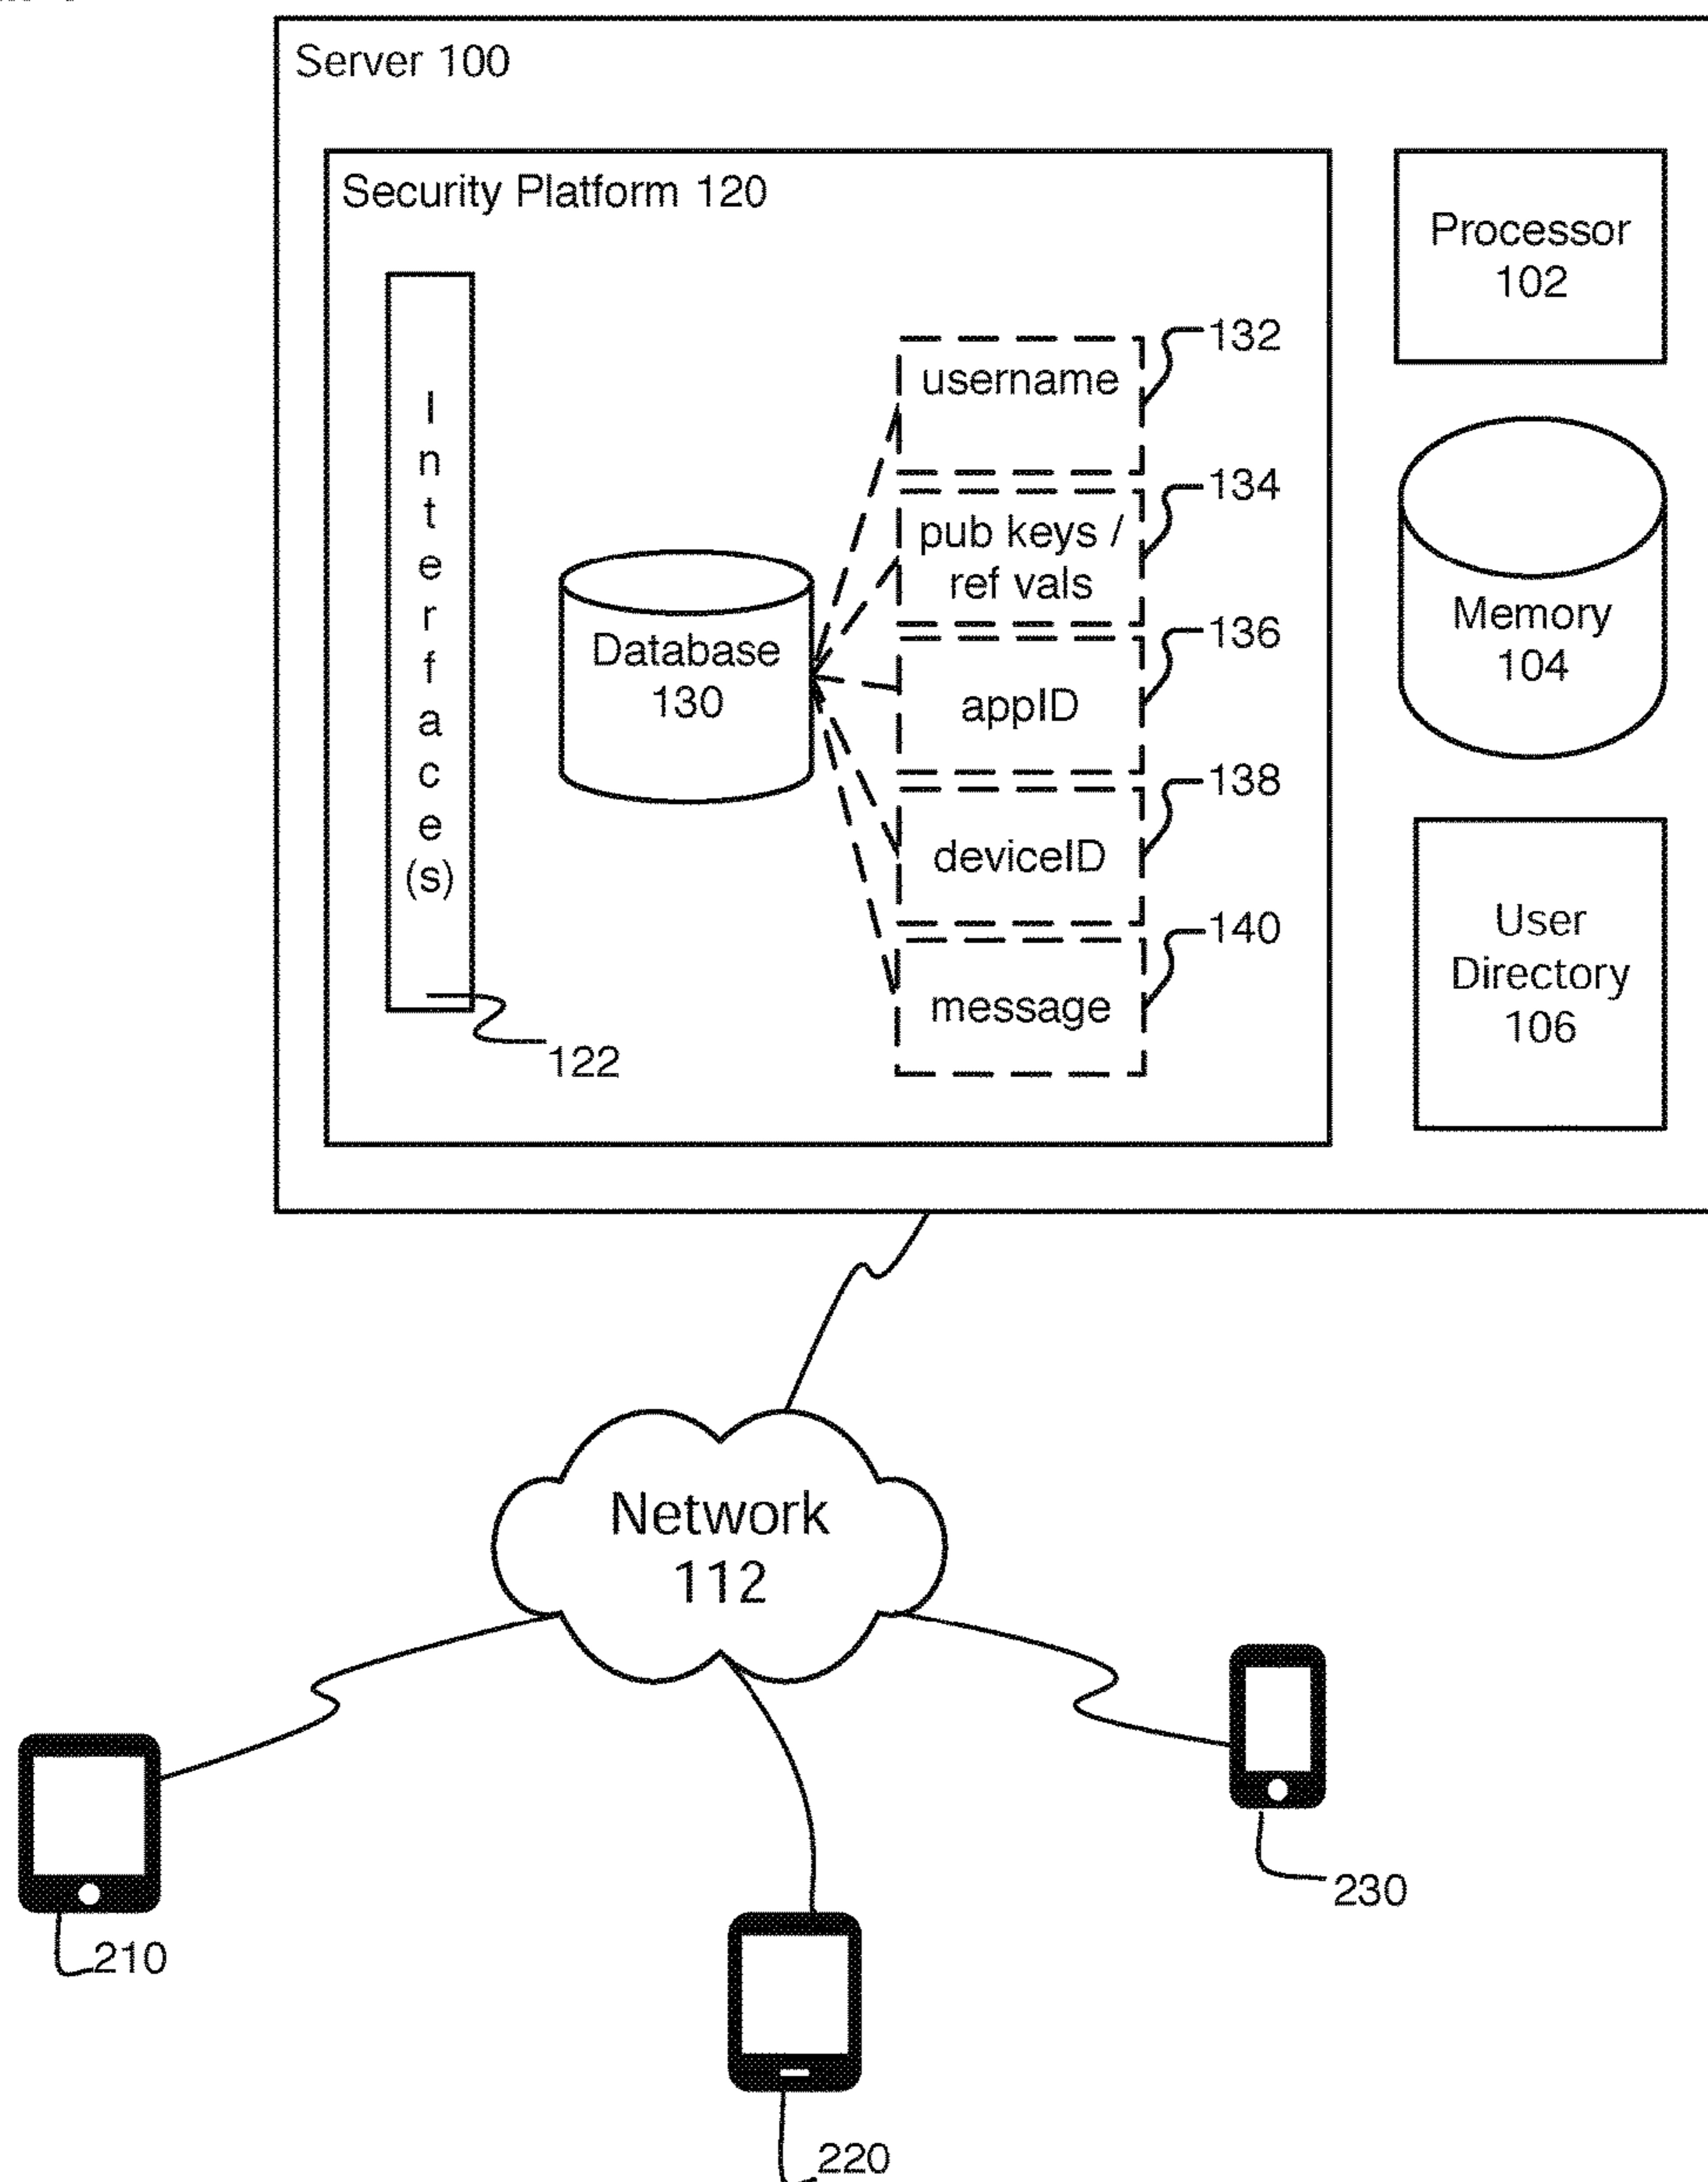 Server 100
Security Platform 120
Processor
102
Interface(s)
122
Database
130
username
132
pub keys /
ref vals
134
appID
136
deviceID
138
message
140
Memory
104
User
Directory
106
Network
112
210
220
230